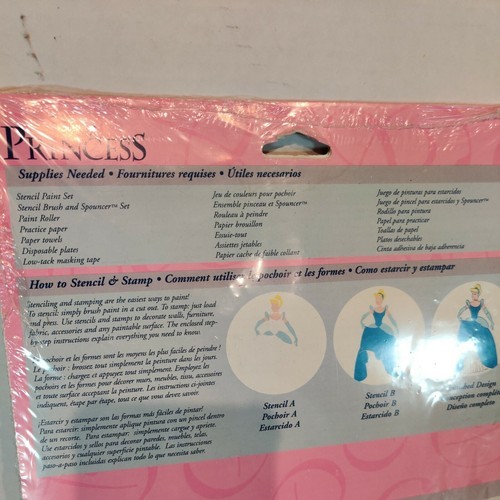 PRINCESS
Supplies Needed • Fournitures requises • Útiles necesarios
Stencil Paint Set
Stencil Brush and Spouncer™ Set
Paint Roller
Practice paper
Paper towels
Disposable plates
Low-tack masking tape
Jeu de couleurs pour pochoir
Ensemble pinceau et Spouncer™
Rouleau à peindre
Papier brouillon
Essuie-tout
Assiettes jetables
Papier cache de faible collant
Juego de pinturas para estarcidos
Juego de pincel para estarcidos y Spouncer™
Rodillo para pintura
Papel para practicar
Toallas de papel
Platos desechables
Cinta adhesiva de baja adherencia
How to Stencil & Stamp • Comment utiliser le pochoir et les formes • Como estarcir y estampar
Stenciling and stamping are the easiest ways to paint!
To stencil: simply brush paint in a cut out. To stamp: just load
and press. Use stencils and stamps to decorate walls, furniture,
fabric, accessories and any paintable surface. The enclosed step-
by-step instructions explain everything you need to know.
Pochoir et les formes sont les moyens les plus faciles de peindre!
Le pochoir: brossez tout simplement la peinture dans les jours.
La forme: chargez et appuyez tout simplement. Employez les
pochoirs et les formes pour décorer murs, meubles, tissu, accessoires
et toute surface acceptant la peinture. Les instructions ci-jointes
indiquent, étape par étape, tout ce que vous devez savoir.
¡Estarcir y estampar son las formas más fáciles de pintar!
Para estarcir: simplemente aplique pintura con un pincel dentro
de un recorte. Para estampar: simplemente cargue y apriete.
Use estarcidos y sellos para decorar paredes, muebles, telas,
accesorios y cualquier superficie pintable. Las instrucciones
paso-a-paso incluidas explican todo lo que necesita saber.
Stencil A
Pochoir A
Estarcido A
Stencil B
Pochoir B
Estarcido B
Design
complète
Diseño completo